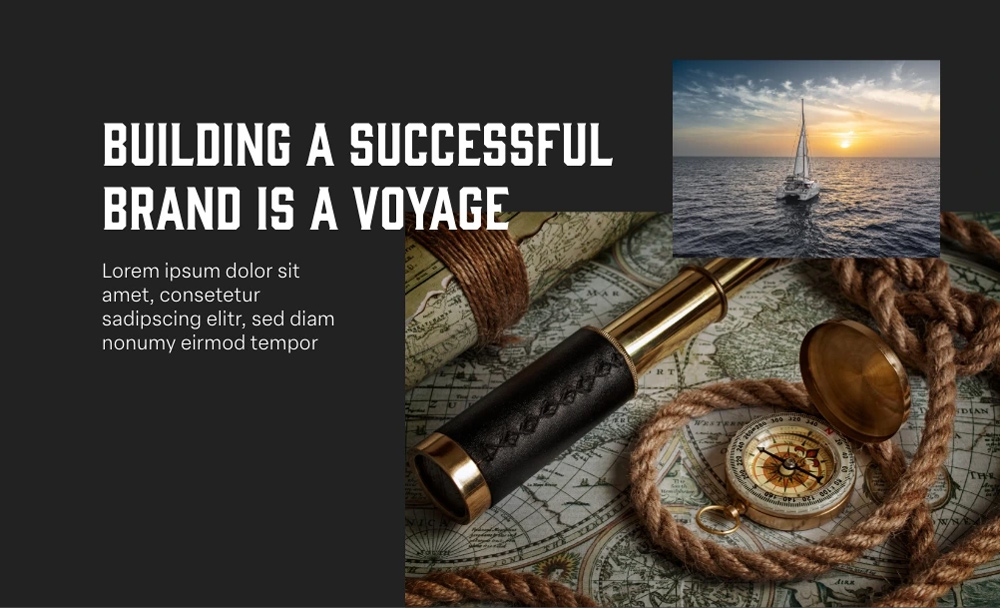 BUILDING A SUCCESSFUL
BRAND IS A VOYAGE
Lorem ipsum dolor sit
amet, consetetur
sadipscing elitr, sed diam
nonumy eirmod tempor